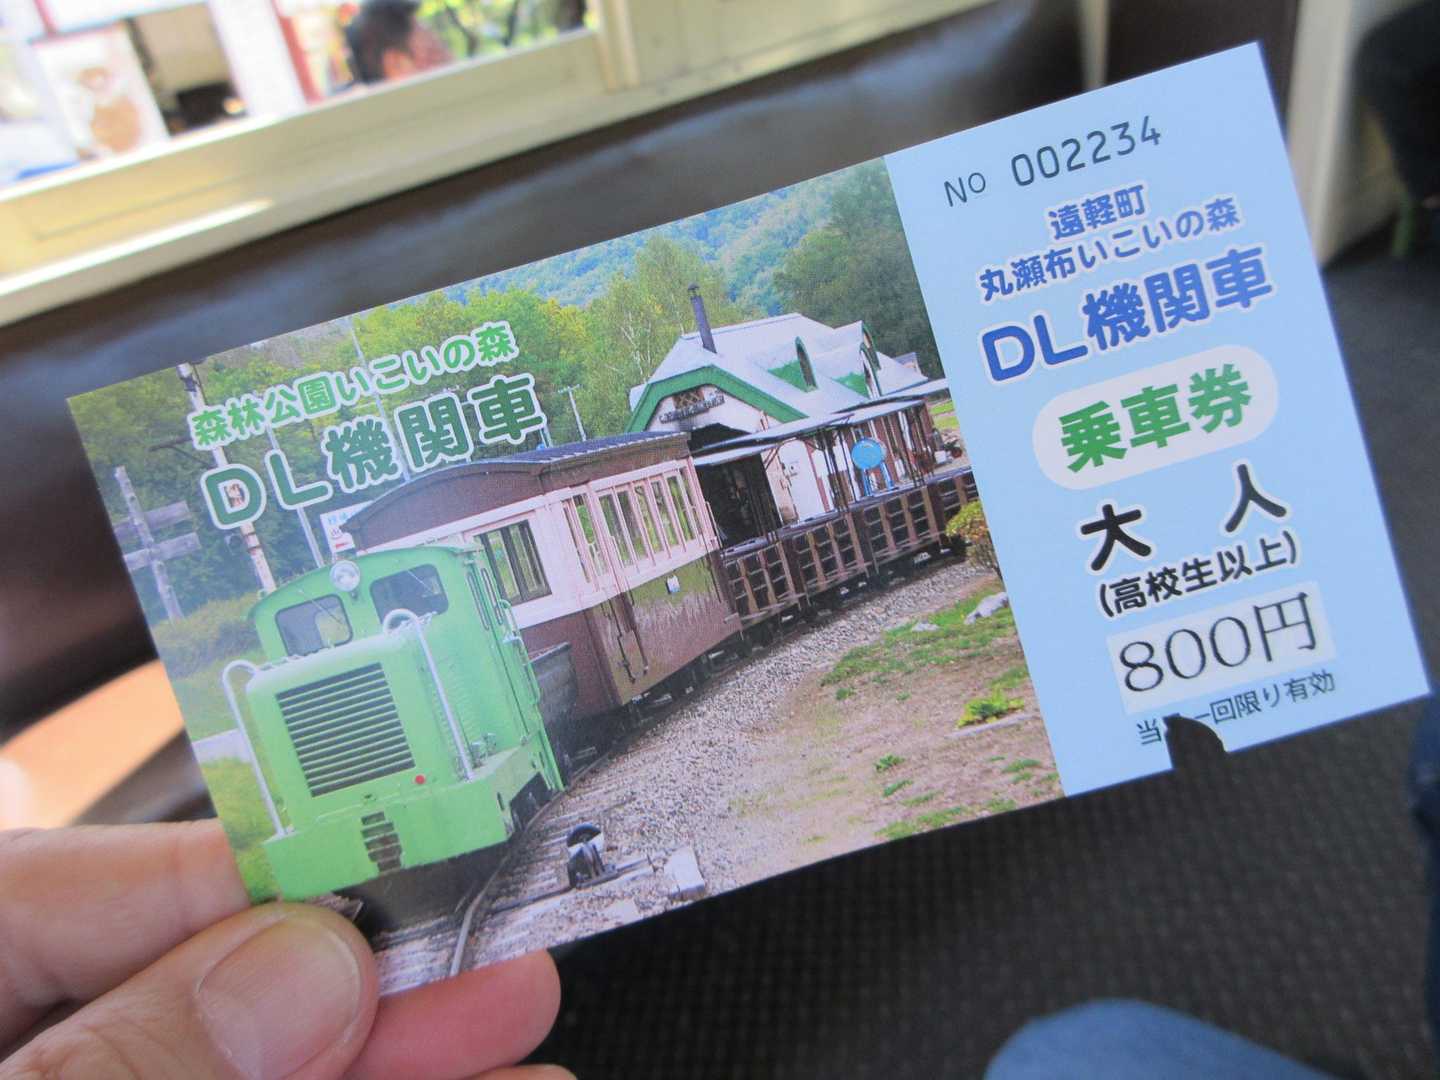 森林公園いこいの森
DL機関車
No 002234
遠軽町
丸瀬布いこいの森
DL機関車
乗車券
大 人
(高校生以上)
800円
当 一回限り有効